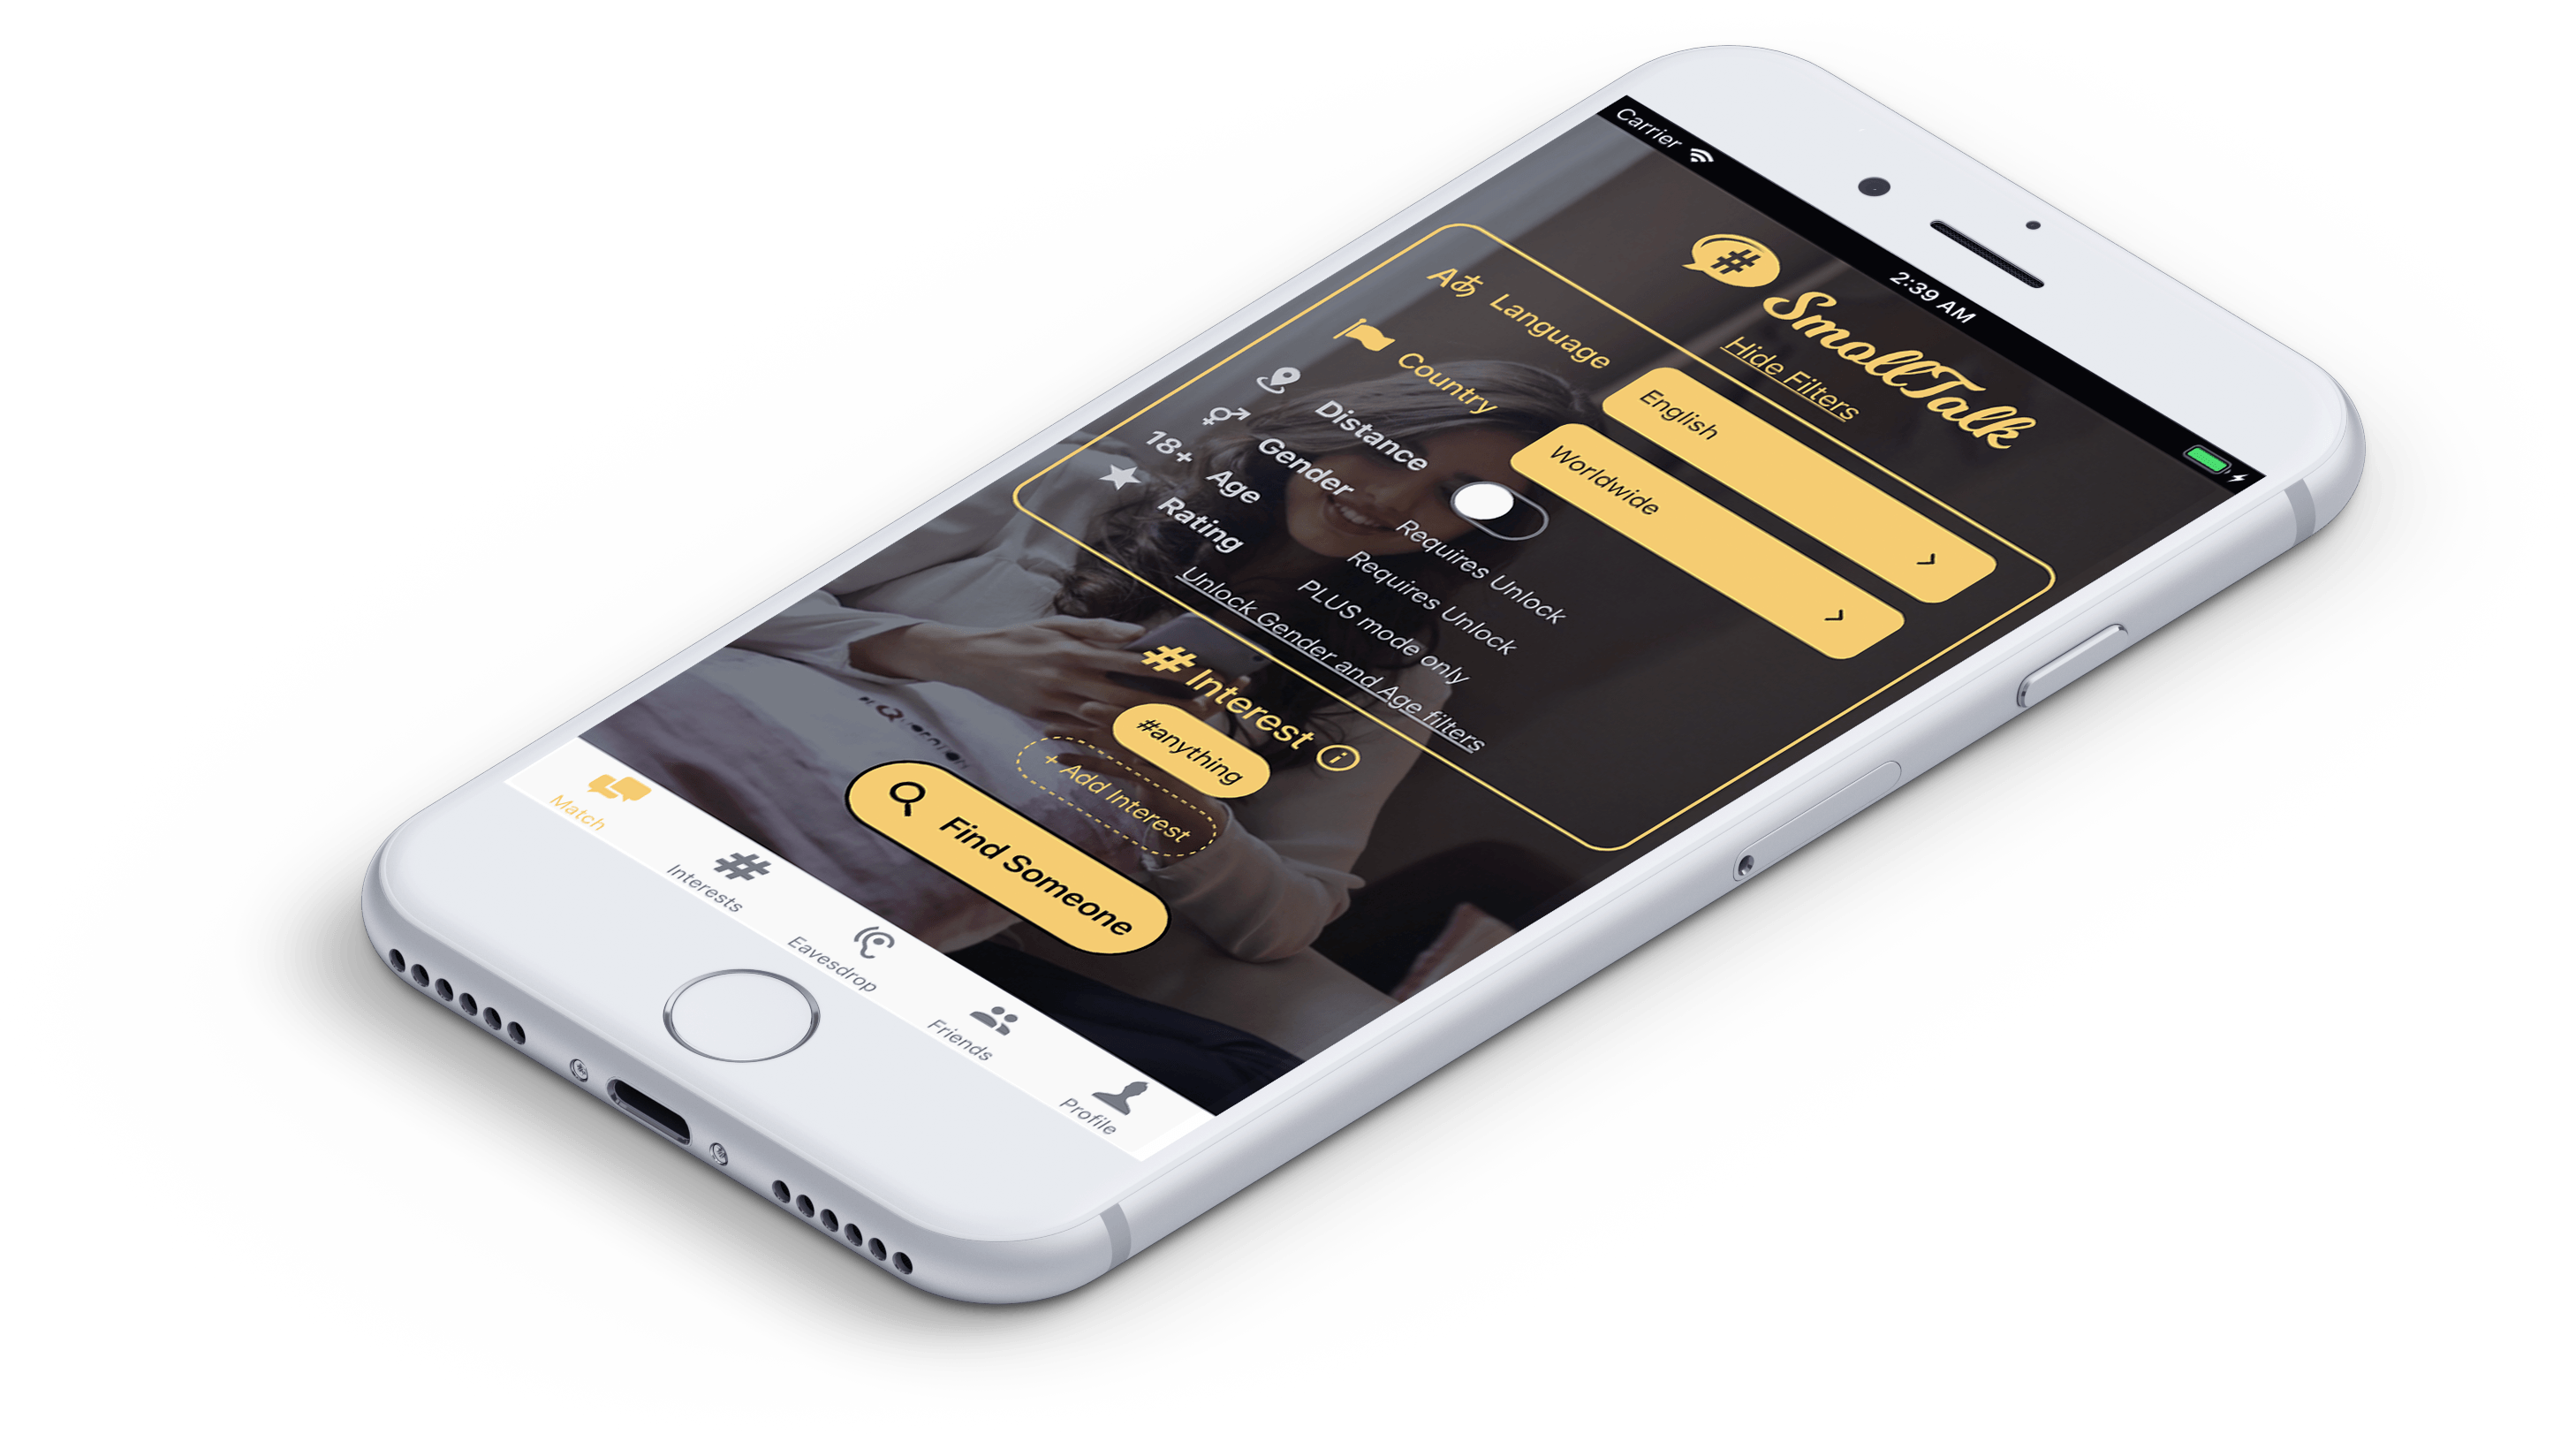 Carrier 2:39 AM
#
SmallTalk
Hide Filters
Aあ Language English
Country Worldwide
Distance
Gender Requires Unlock
18+ Age Requires Unlock
Rating PLUS mode only
Unlock Gender and Age filters
# Interest i
#anything
+ Add Interest
Find Someone
Match
# Interests
Eavesdrop
Friends
Profile